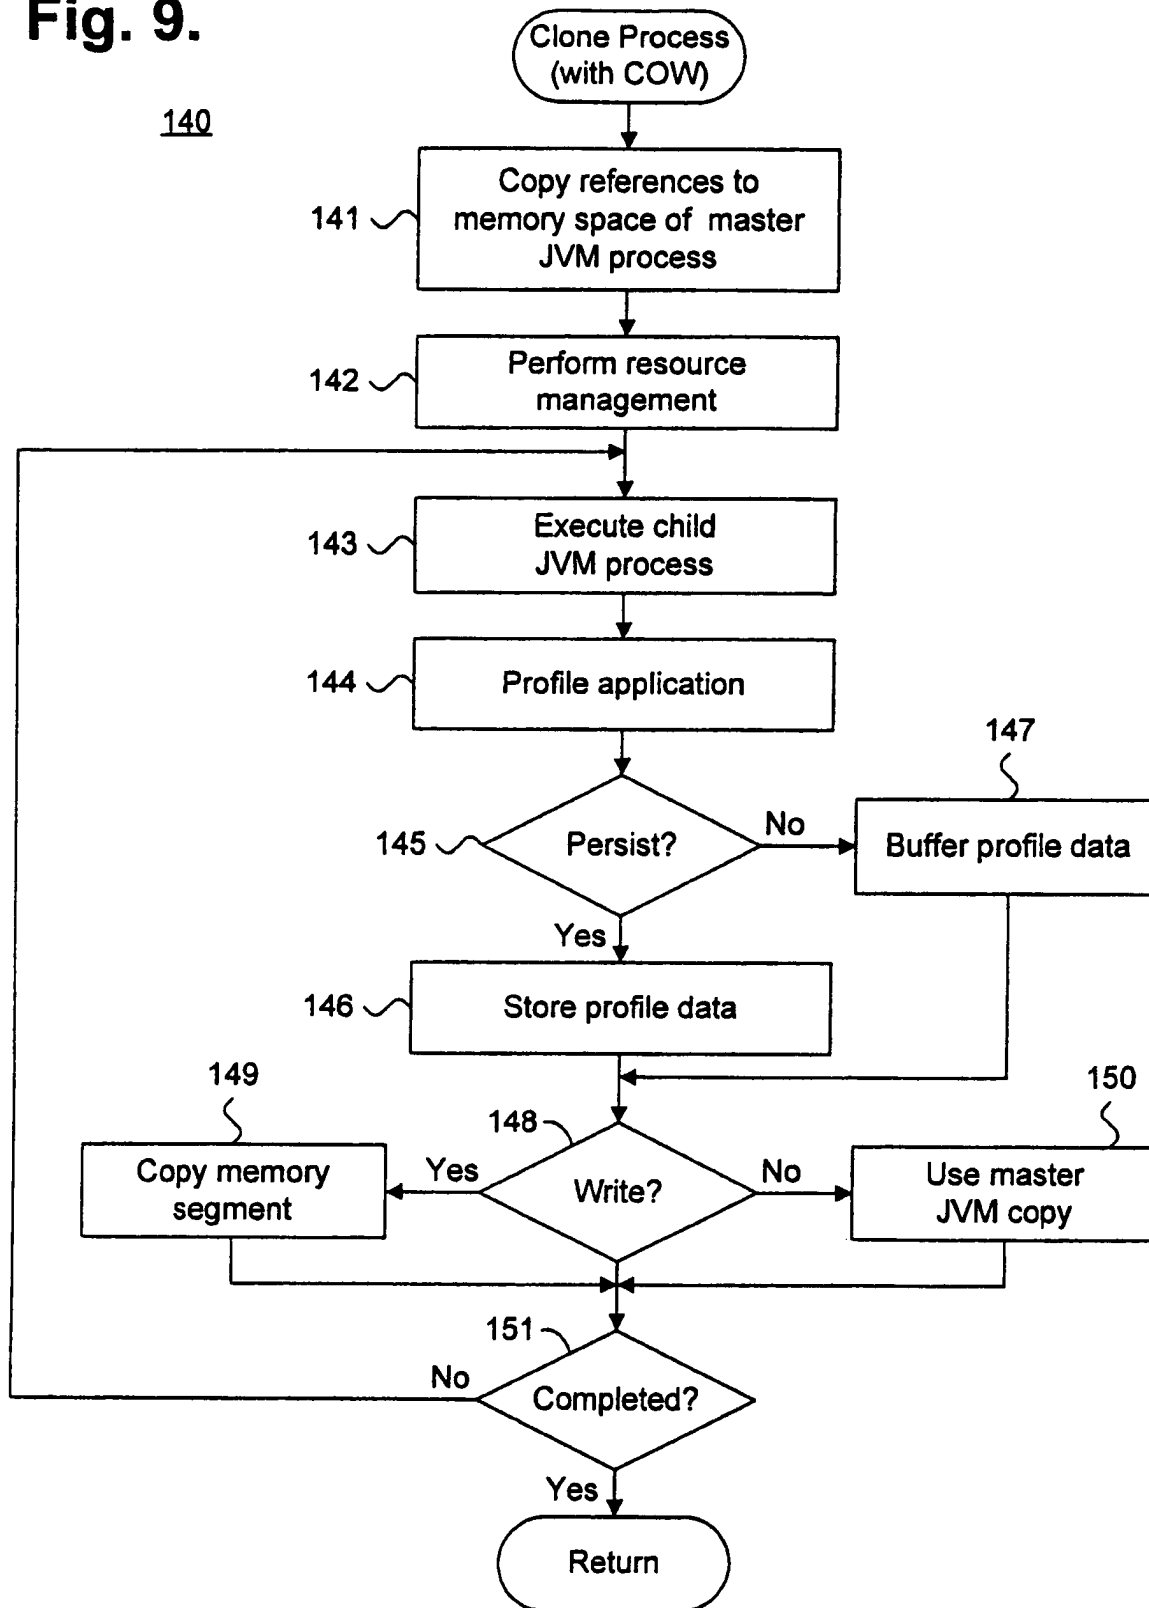 Fig. 9.
140
Clone Process
(with COW)
141
Copy references to
memory space of master
JVM process
142
Perform resource
management
143
Execute child
JVM process
144
Profile application
145
Persist?
No
147
Buffer profile data
Yes
146
Store profile data
149
Copy memory
segment
148
Yes
Write?
No
150
Use master
JVM copy
151
No
Completed?
Yes
Return